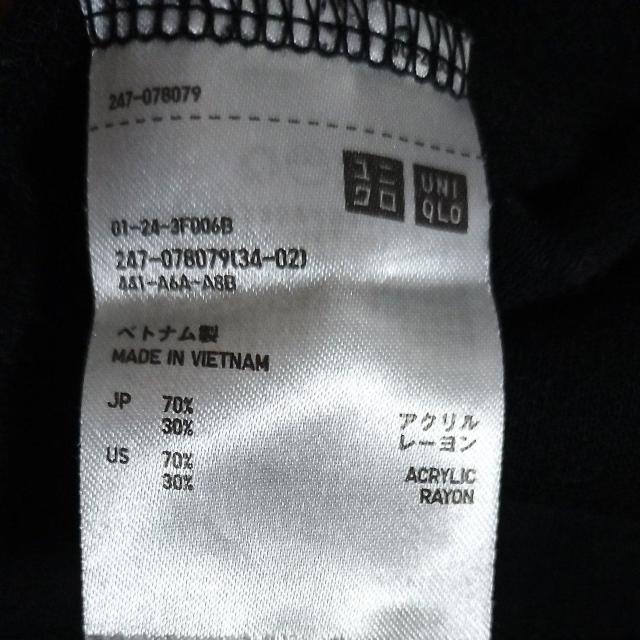 247-078079
ユニ
クロ
UNI
QLO
01-24-3F006B
247-078079(34-02)
441-A6A-A8B
ベトナム製
MADE IN VIETNAM
JP 70% アクリル
30% レーヨン
US 70% ACRYLIC
30% RAYON